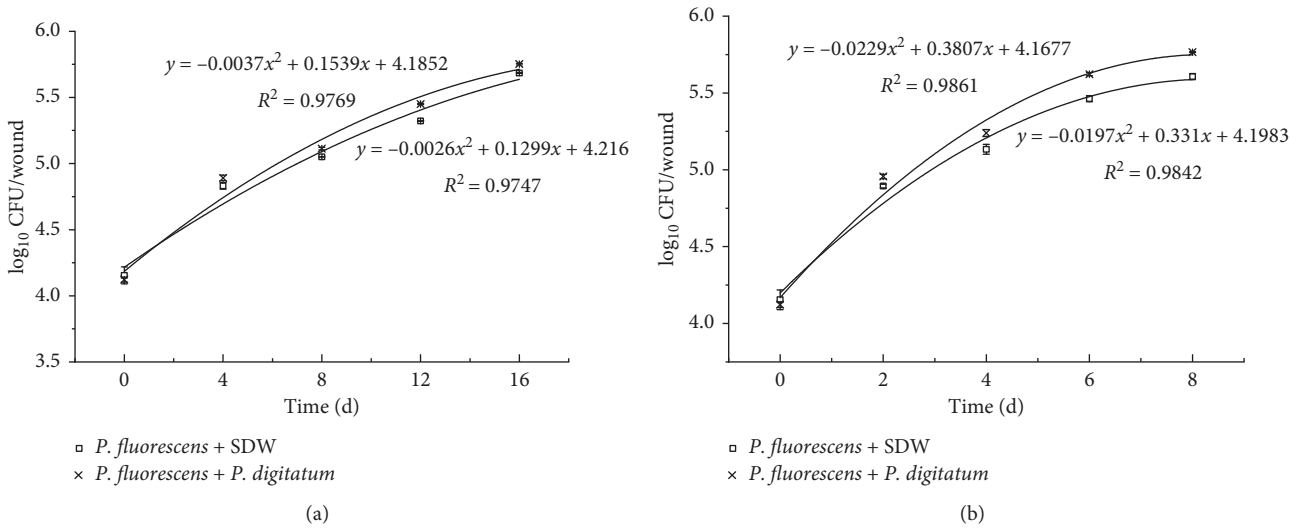 6.0
5.5
5.0
4.5
4.0
3.5
log10 CFU/wound
y = –0.0037x² + 0.1539x + 4.1852
R² = 0.9769
y = –0.0026x² + 0.1299x + 4.216
R² = 0.9747
0 4 8 12 16
Time (d)
P. fluorescens + SDW
P. fluorescens + P. digitatum
(a)
6.0
5.5
5.0
4.5
4.0
log10 CFU/wound
y = –0.0229x² + 0.3807x + 4.1677
R² = 0.9861
y = –0.0197x² + 0.331x + 4.1983
R² = 0.9842
0 2 4 6 8
Time (d)
P. fluorescens + SDW
P. fluorescens + P. digitatum
(b)